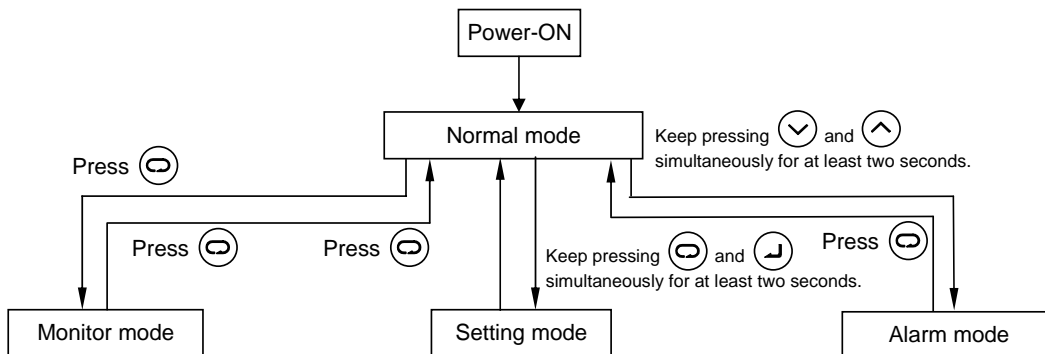 Power-ON
Normal mode
Keep pressing and
simultaneously for at least two seconds.
Press
Press
Press
Keep pressing and
simultaneously for at least two seconds.
Press
Monitor mode
Setting mode
Alarm mode